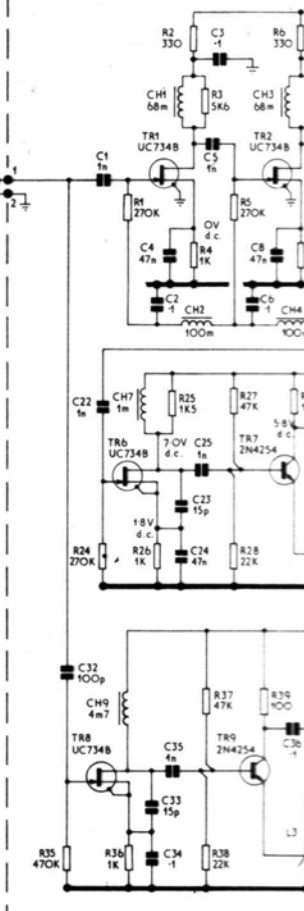 R2
330
C3
·1
R6
330
CH1
68m
R3
5K6
CH3
68m
TR1
UC734B
TR2
UC734B
C1
1n
C5
1n
1
2
R1
270K
R5
270K
0V
d.c.
C4
47n
R4
1K
C8
47n
C2
·1
CH2
100m
C6
·1
CH4
100m
C22
1n
CH7
1m
R25
1K5
R27
47K
5·8V
d.c.
TR6
UC734B
7·0V
d.c.
C25
1n
TR7
2N4254
C23
15p
1·8V
d.c.
R24
270K
R26
1K
C24
47n
R28
22K
C32
100p
CH9
4m7
R37
47K
R39
100
TR8
UC734B
C35
1n
TR9
2N4254
C36
·1
C33
15p
L3
R35
470K
R36
1K
C34
·1
R38
22K